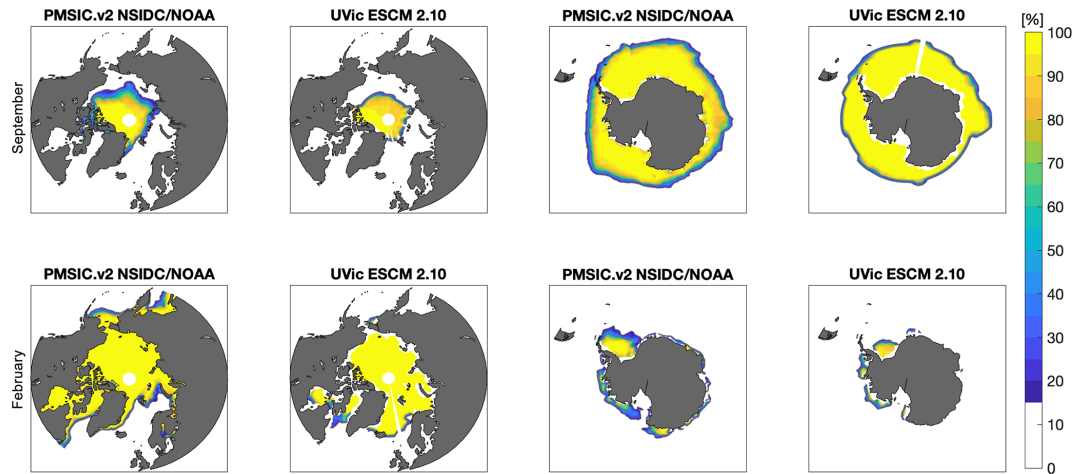 PMSIC.v2 NSIDC/NOAA
UVic ESCM 2.10
PMSIC.v2 NSIDC/NOAA
UVic ESCM 2.10
[%]
September
PMSIC.v2 NSIDC/NOAA
UVic ESCM 2.10
PMSIC.v2 NSIDC/NOAA
UVic ESCM 2.10
February
100
90
80
70
60
50
40
30
20
10
0